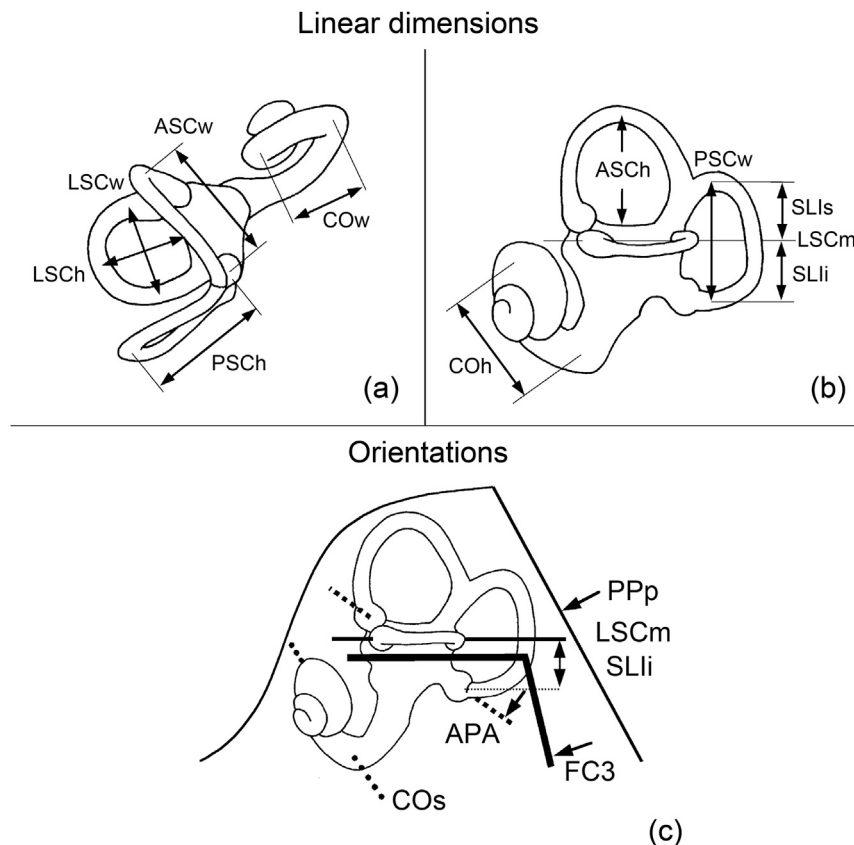 Linear dimensions
ASCw
LSCw
COw
LSCh
PSCh
(a)
ASCh
PSCw
SLIs
LSCm
SLIi
COh
(b)
Orientations
PPp
LSCm
SLIi
APA
FC3
COs
(c)